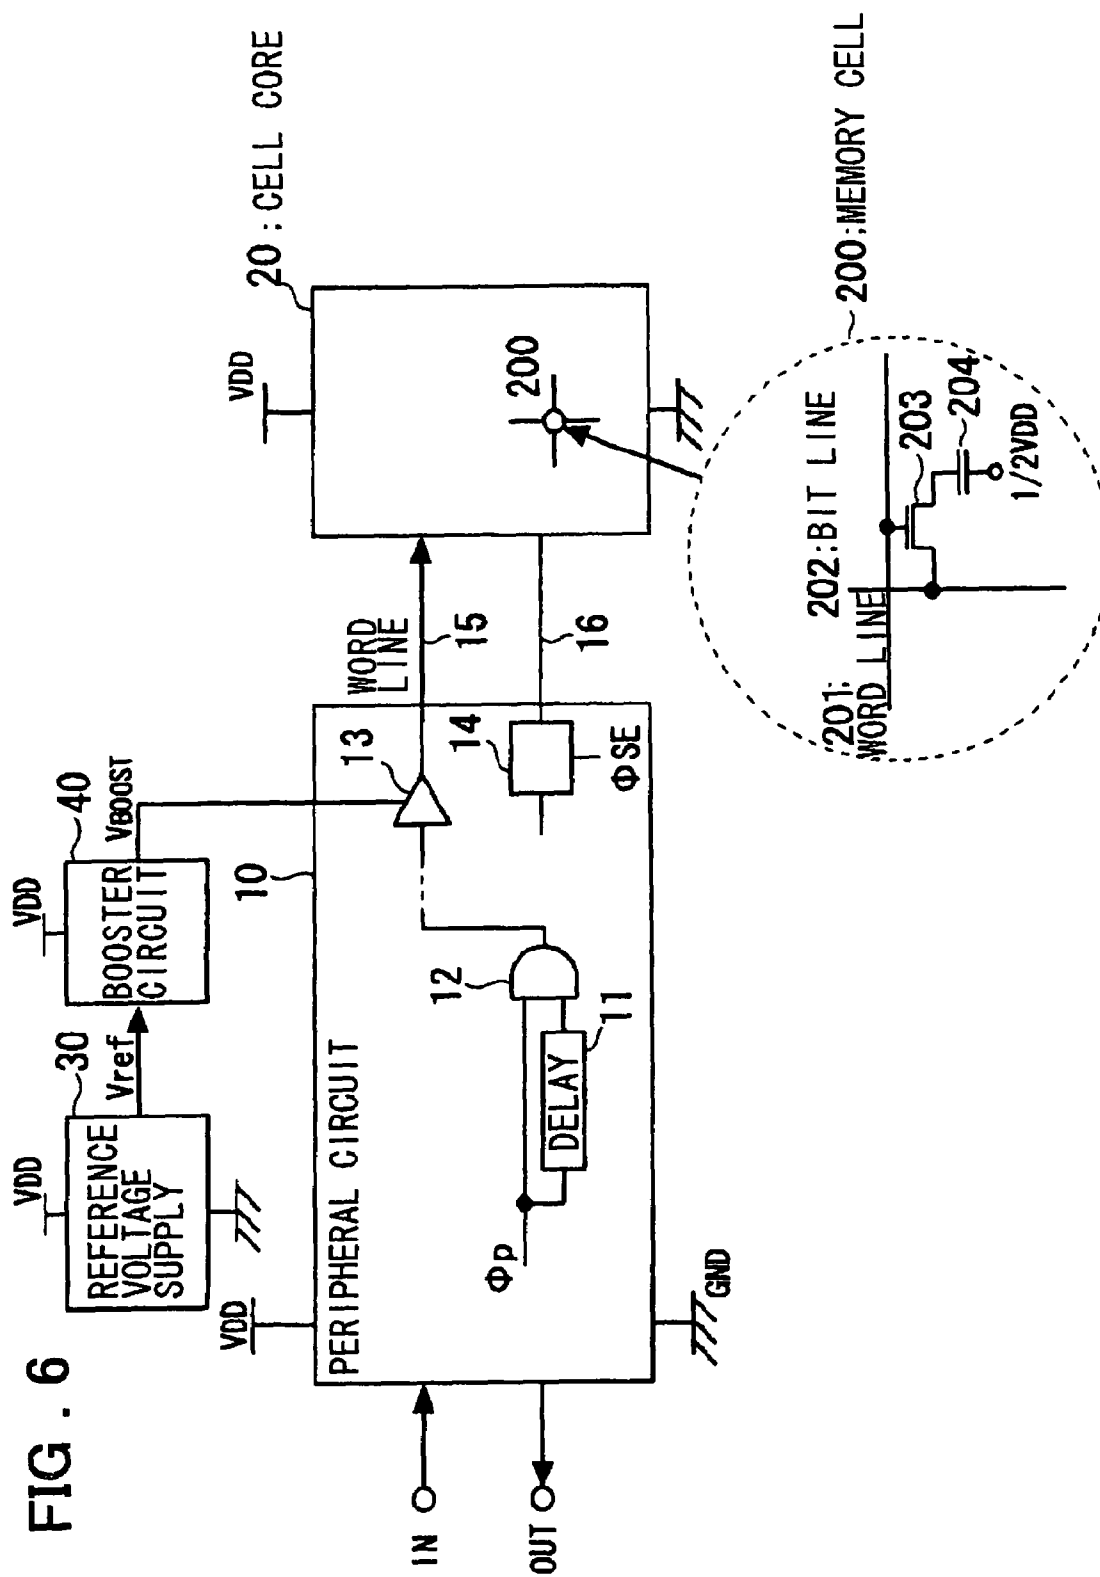 FIG. 6
VDD
REFERENCE
VOLTAGE
SUPPLY
30
Vref
VDD
BOOSTER
CIRCUIT
40
VBOOST
VDD
PERIPHERAL CIRCUIT
10
IN
OUT
GND
Φp
DELAY
11
12
13
14
ΦSE
WORD
LINE
15
16
VDD
20:CELL CORE
200
200:MEMORY CELL
201:
WORD LINE
202:BIT LINE
203
204
1/2VDD